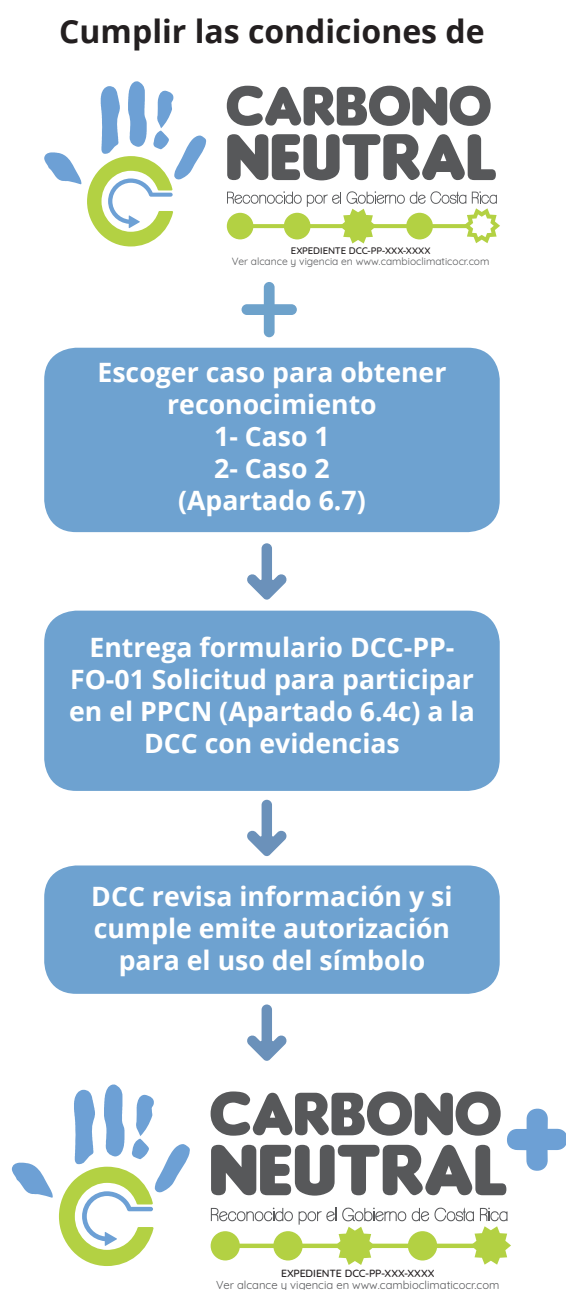 Cumplir las condiciones de
CARBONO
NEUTRAL
Reconocido por el Gobierno de Costa Rica
EXPEDIENTE DCC-PP-XXX-XXXX
Ver alcance y vigencia en www.cambioclimaticocr.com
+
Escoger caso para obtener
reconocimiento
1- Caso 1
2- Caso 2
(Apartado 6.7)
Entrega formulario DCC-PP-
FO-01 Solicitud para participar
en el PPCN (Apartado 6.4c) a la
DCC con evidencias
DCC revisa información y si
cumple emite autorización
para el uso del símbolo
CARBONO
NEUTRAL +
Reconocido por el Gobierno de Costa Rica
EXPEDIENTE DCC-PP-XXX-XXXX
Ver alcance y vigencia en www.cambioclimaticocr.com